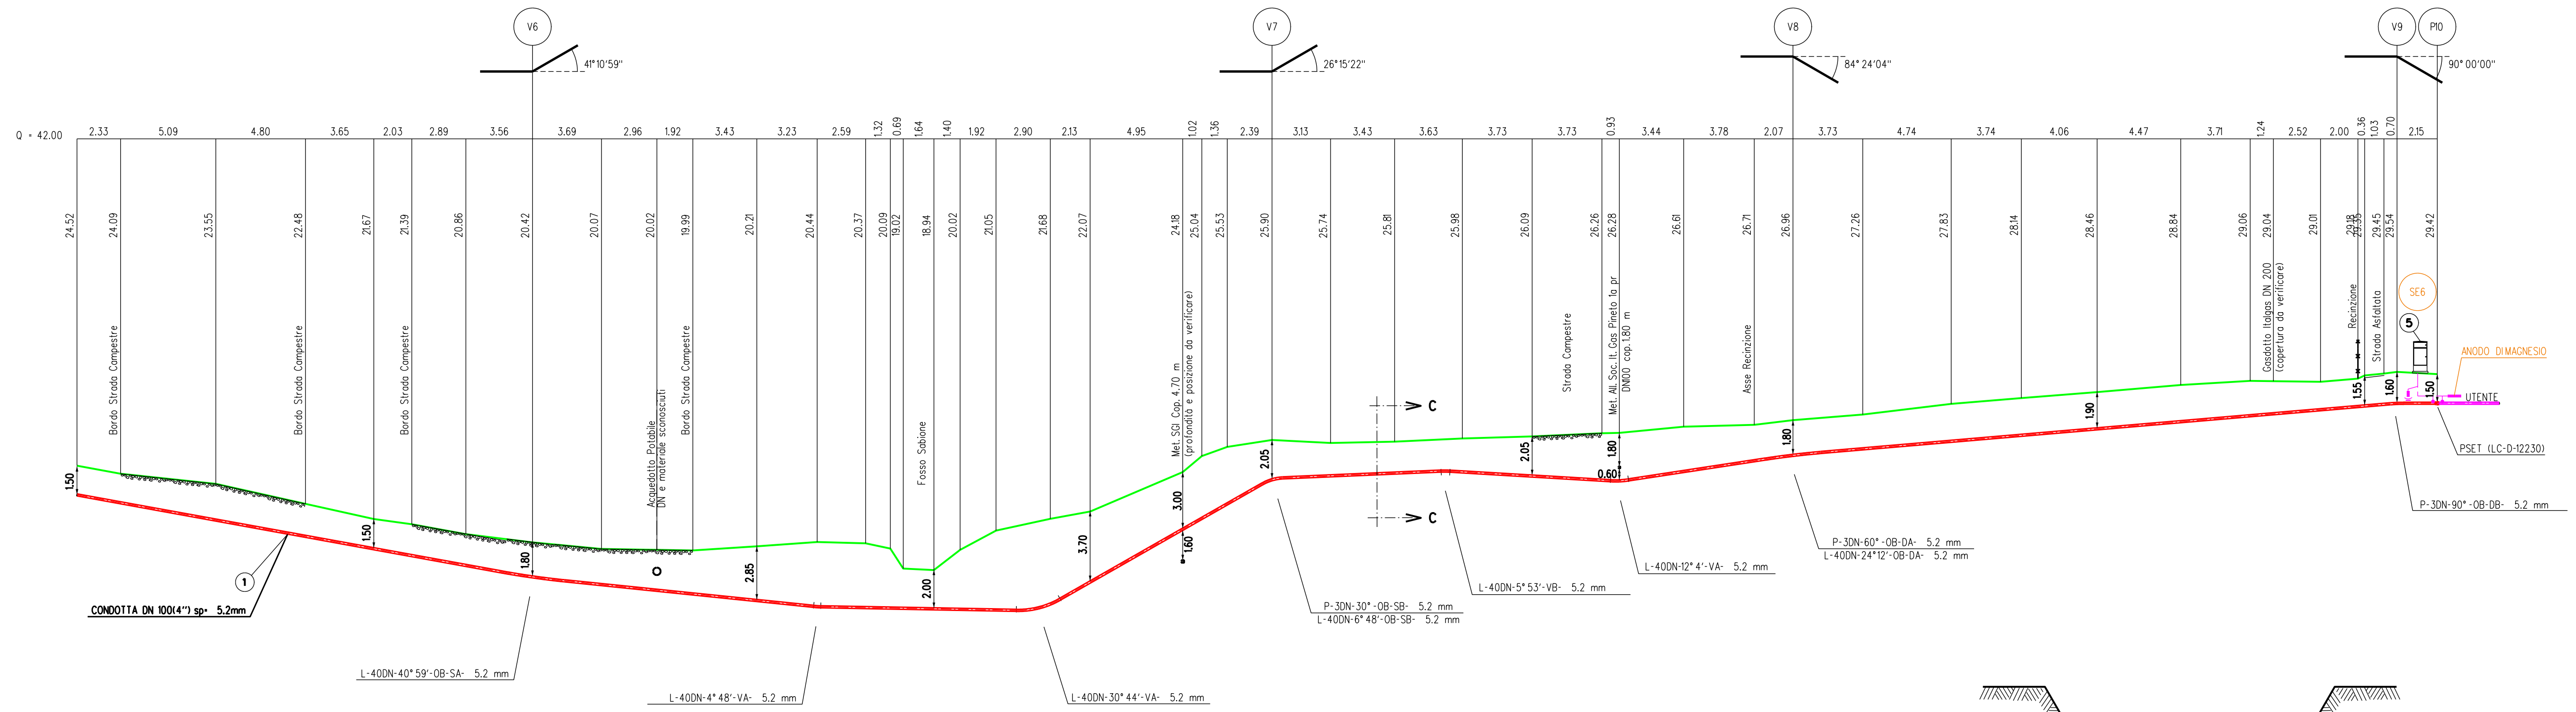 V6
V7
V8
V9
P10
41°10'59"
26°15'22"
84°24'04"
90°00'00"
Q = 42.00
2.33
5.09
4.80
3.65
2.03
2.89
3.56
3.69
2.96
1.92
3.43
3.23
2.59
1.32
0.69
1.64
1.40
1.92
2.90
2.13
4.95
1.02
1.36
2.39
3.13
3.43
3.63
3.73
3.73
0.93
3.44
3.78
2.07
3.73
4.74
3.74
4.06
4.47
3.71
1.24
2.52
2.00
0.36
1.03
0.70
2.15
24.52
24.09
23.55
22.48
21.67
21.39
20.86
20.42
20.07
20.02
19.99
20.21
20.44
20.37
20.09
19.02
18.94
20.02
21.05
21.68
22.07
24.18
25.04
25.53
25.90
25.74
25.81
25.98
26.09
26.26
26.28
26.61
26.71
26.96
27.26
27.83
28.14
28.46
28.84
29.06
29.04
29.01
29.18
29.45
29.54
29.42
Bordo Strada Campestre
Bordo Strada Campestre
Bordo Strada Campestre
Acquedotto Potabile
DN e materiale sconosciuti
Bordo Strada Campestre
Fosso Sabione
Met. SGI Cop. 4.70 m
(profondità e posizione da verificare)
Strada Campestre
Met. All. Soc. It. Gas Pineto 1a pr
DN100 cop.1.80 m
Asse Recinzione
Gasdotto Italgas DN 200
(copertura da verificare)
Recinzione
Strada Asfaltata
SE6
5
ANODO DI MAGNESIO
UTENTE
PSET (LC-D-12230)
1.50
1.50
1.80
2.85
2.00
3.70
3.00
1.60
2.05
2.05
1.80
0.60
1.80
1.90
1.55
1.60
1.50
C
C
1
CONDOTTA DN 100(4") sp= 5.2mm
L-40DN-40°59'-OB-SA- 5.2 mm
L-40DN-4°48'-VA- 5.2 mm
L-40DN-30°44'-VA- 5.2 mm
P-3DN-30°-OB-SB- 5.2 mm
L-40DN-6°48'-OB-SB- 5.2 mm
L-40DN-5°53'-VB- 5.2 mm
L-40DN-12°4'-VA- 5.2 mm
P-3DN-60°-OB-DA- 5.2 mm
L-40DN-24°12'-OB-DA- 5.2 mm
P-3DN-90°-OB-DB- 5.2 mm